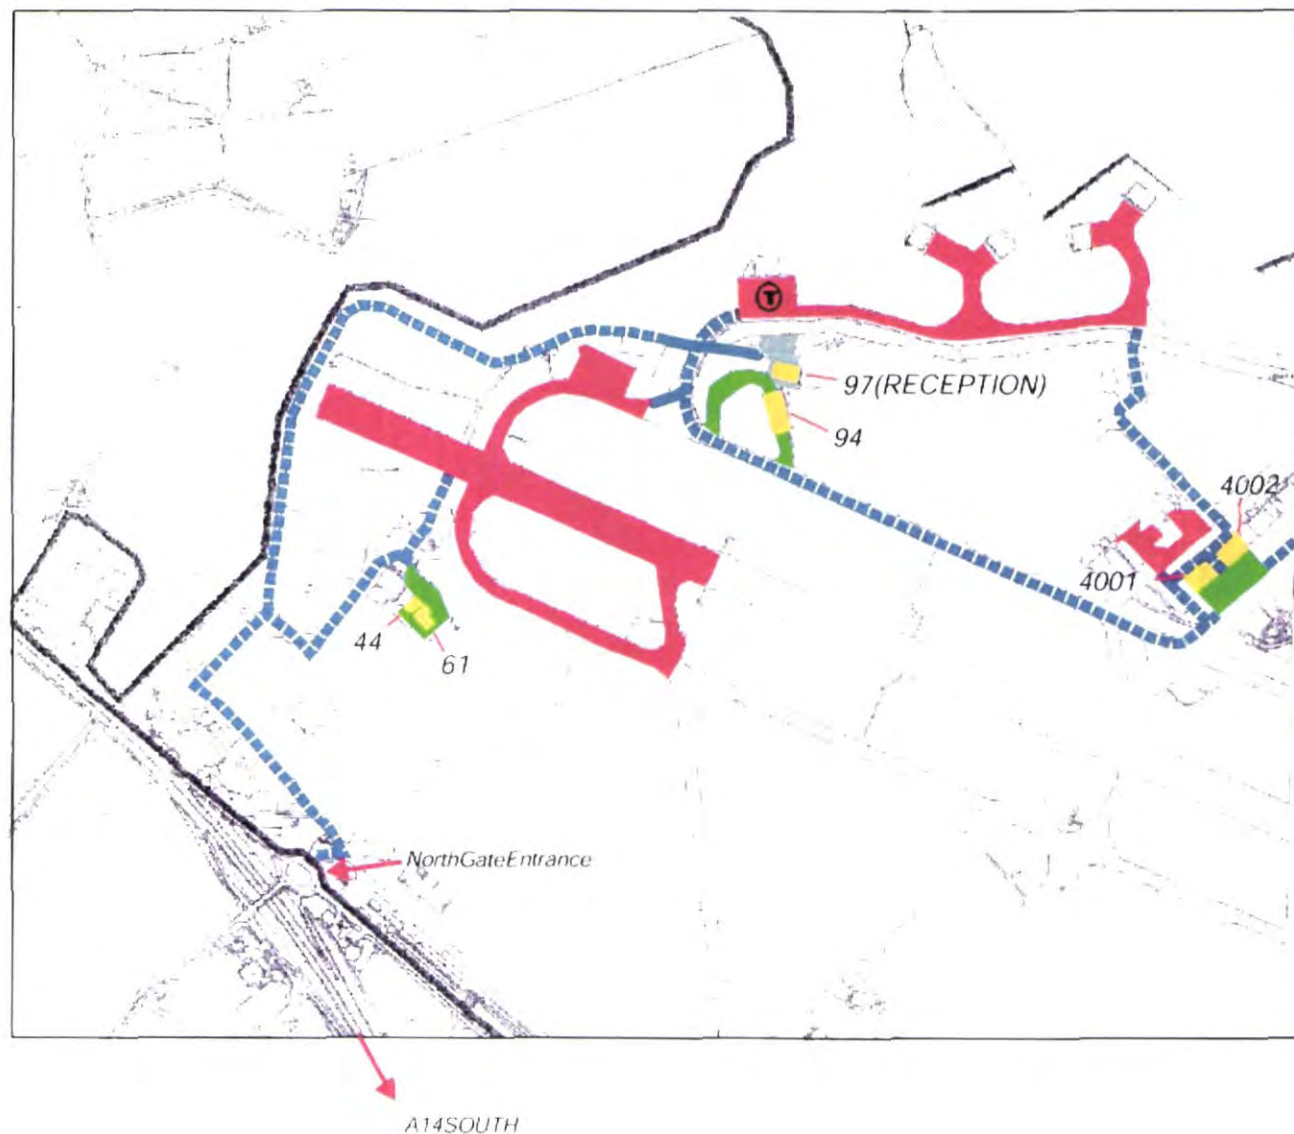 T
97(RECEPTION)
94
4002
4001
44
61
NorthGateEntrance
A14SOUTH